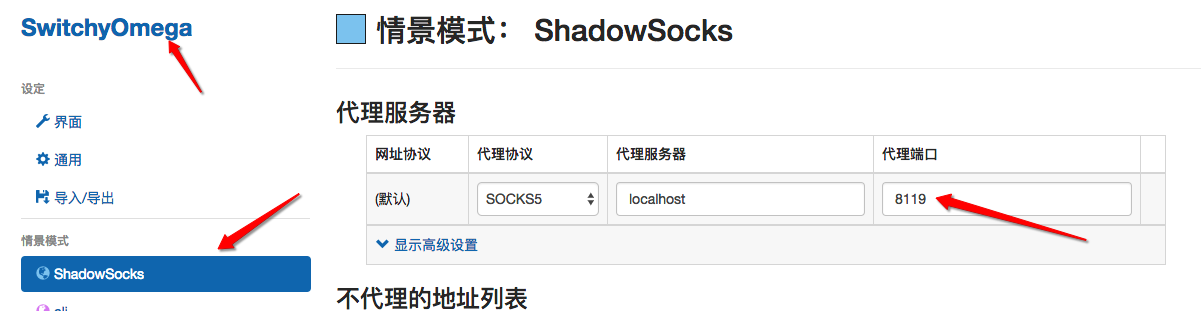 SwitchyOmega
设定
界面
通用
导入/导出
情景模式
ShadowSocks
情景模式： ShadowSocks
代理服务器
网址协议 代理协议 代理服务器 代理端口
(默认) SOCKS5 localhost 8119
显示高级设置
不代理的地址列表